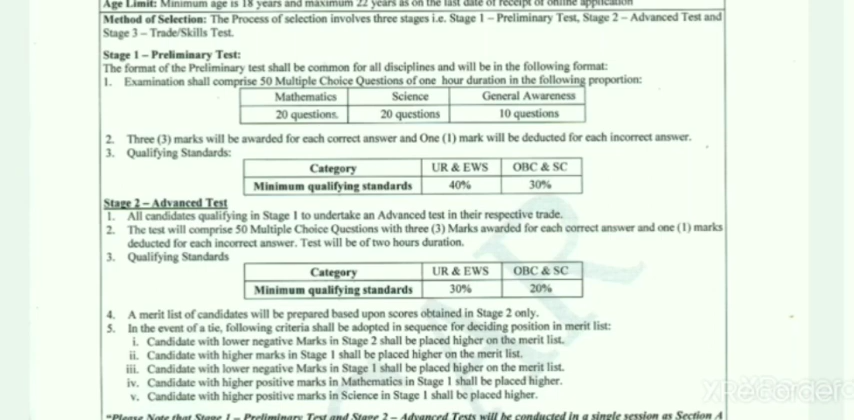 Age Limit: Minimum age is 18 years and maximum 22 years as on the last date of receipt of online application
Method of Selection: The Process of selection involves three stages i.e. Stage 1 – Preliminary Test, Stage 2 – Advanced Test and
Stage 3 – Trade/Skills Test.
Stage 1 – Preliminary Test:
The format of the Preliminary test shall be common for all disciplines and will be in the following format:
1. Examination shall comprise 50 Multiple Choice Questions of one hour duration in the following proportion:
Mathematics Science General Awareness
20 questions. 20 questions 10 questions
2. Three (3) marks will be awarded for each correct answer and One (1) mark will be deducted for each incorrect answer.
3. Qualifying Standards:
Category UR & EWS OBC & SC
Minimum qualifying standards 40% 30%
Stage 2 – Advanced Test
1. All candidates qualifying in Stage 1 to undertake an Advanced test in their respective trade.
2. The test will comprise 50 Multiple Choice Questions with three (3) Marks awarded for each correct answer and one (1) marks
deducted for each incorrect answer. Test will be of two hours duration.
3. Qualifying Standards
Category UR & EWS OBC & SC
Minimum qualifying standards 30% 20%
4. A merit list of candidates will be prepared based upon scores obtained in Stage 2 only.
5. In the event of a tie, following criteria shall be adopted in sequence for deciding position in merit list:
i. Candidate with lower negative Marks in Stage 2 shall be placed higher on the merit list.
ii. Candidate with higher marks in Stage 1 shall be placed higher on the merit list.
iii. Candidate with lower negative Marks in Stage 1 shall be placed higher on the merit list.
iv. Candidate with higher positive marks in Mathematics in Stage 1 shall be placed higher.
v. Candidate with higher positive marks in Science in Stage 1 shall be placed higher.
*Please Note that Stage 1 – Preliminary Test and Stage 2 – Advanced Tests will be conducted in a single session as Section A
XRecorder